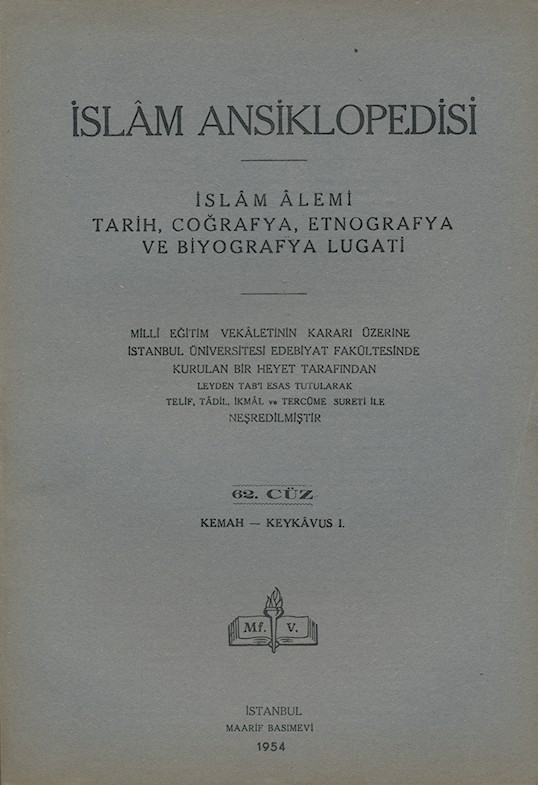 İSLÂM ANSİKLOPEDİSİ
İSLÂM ÂLEMİ
TARİH, COĞRAFYA, ETNOGRAFYA
VE BİYOGRAFYA LUGATİ
MİLLÎ EĞİTİM VEKÂLETİNİN KARARI ÜZERİNE
İSTANBUL ÜNİVERSİTESİ EDEBİYAT FAKÜLTESİNDE
KURULAN BİR HEYET TARAFINDAN
LEYDEN TAB'I ESAS TUTULARAK
TELİF, TÂDİL, İKMÂL ve TERCÜME SURETİ İLE
NEŞREDİLMİŞTİR
62. CÜZ
KEMAH — KEYKÂVUS I.
Mf. V.
İSTANBUL
MAARİF BASIMEVİ
1954